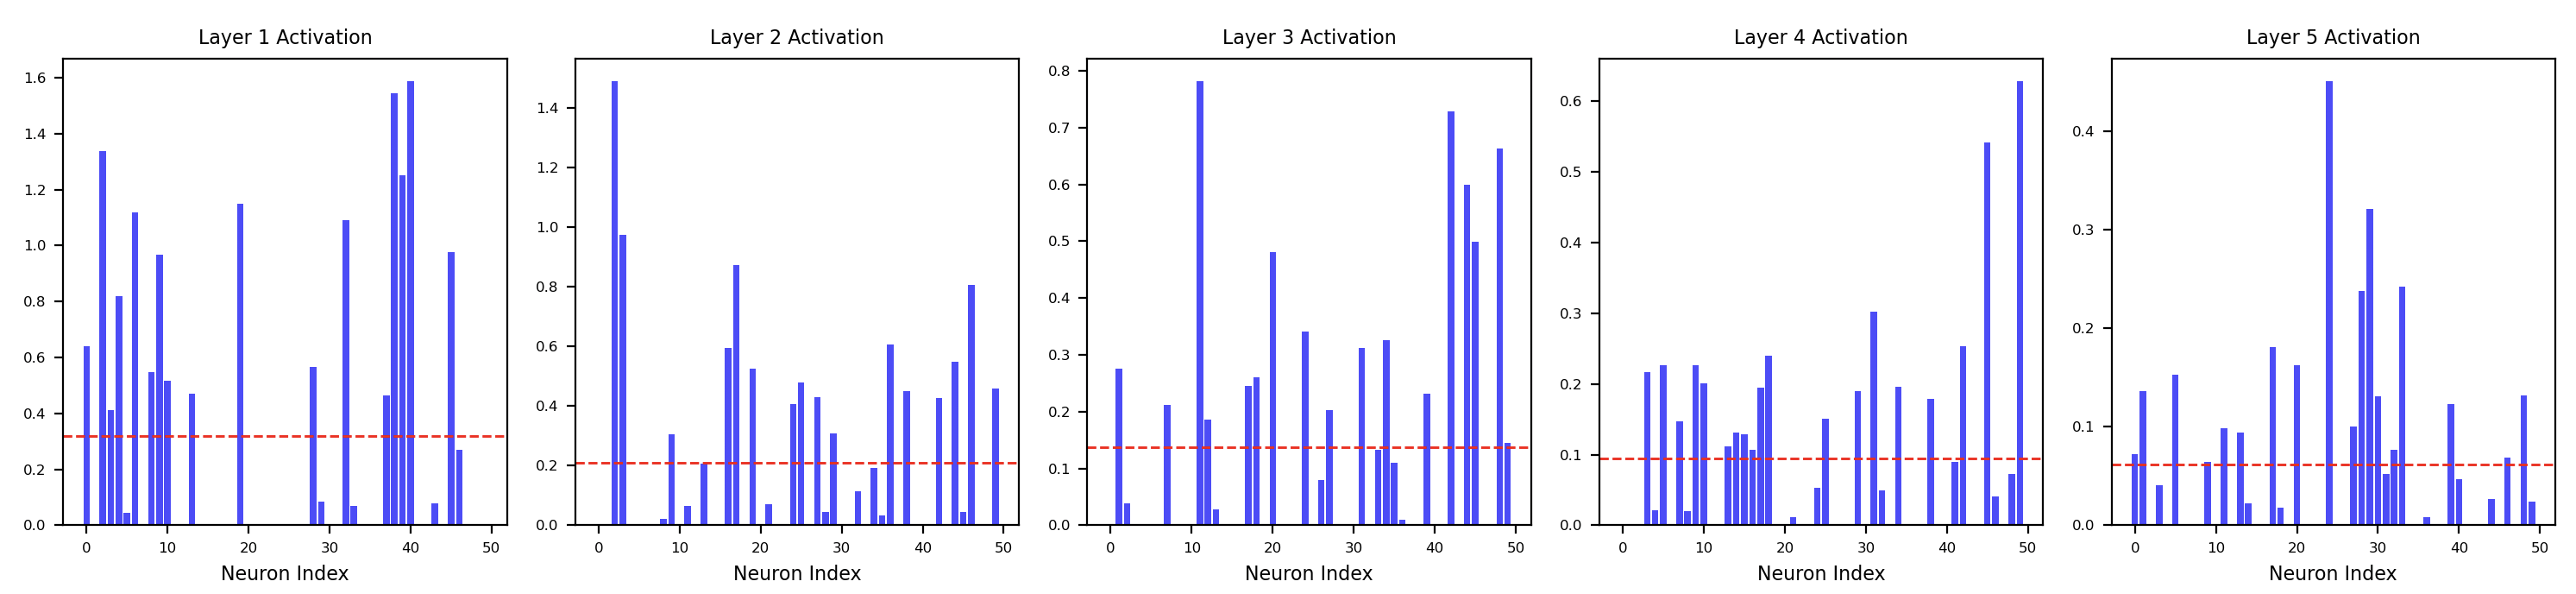 Layer 1 Activation
1.6
1.4
1.2
1.0
0.8
0.6
0.4
0.2
0.0
0 10 20 30 40 50
Neuron Index
Layer 2 Activation
1.4
1.2
1.0
0.8
0.6
0.4
0.2
0.0
0 10 20 30 40 50
Neuron Index
Layer 3 Activation
0.8
0.7
0.6
0.5
0.4
0.3
0.2
0.1
0.0
0 10 20 30 40 50
Neuron Index
Layer 4 Activation
0.6
0.5
0.4
0.3
0.2
0.1
0.0
0 10 20 30 40 50
Neuron Index
Layer 5 Activation
0.4
0.3
0.2
0.1
0.0
0 10 20 30 40 50
Neuron Index